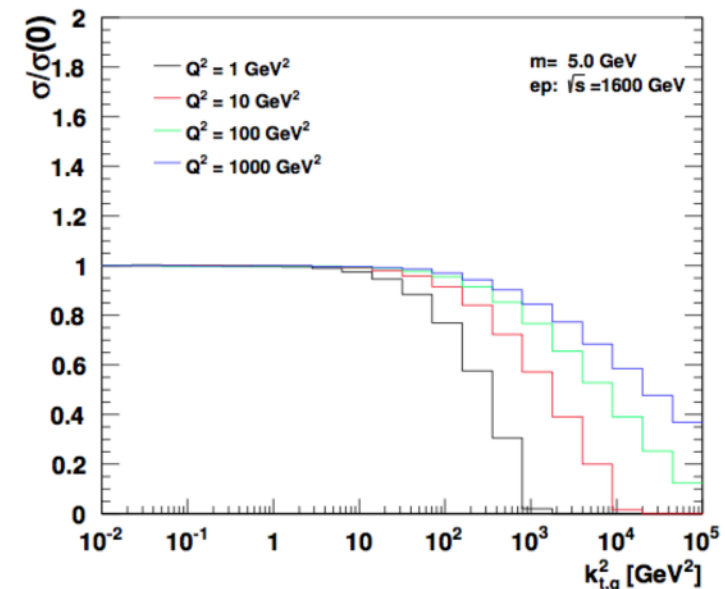 σ/σ(0)
2
1.8
1.6
1.4
1.2
1
0.8
0.6
0.4
0.2
0
Q² = 1 GeV²
Q² = 10 GeV²
Q² = 100 GeV²
Q² = 1000 GeV²
m= 5.0 GeV
ep: √s =1600 GeV
10⁻² 10⁻¹ 1 10 10² 10³ 10⁴ 10⁵
k²t,g [GeV²]